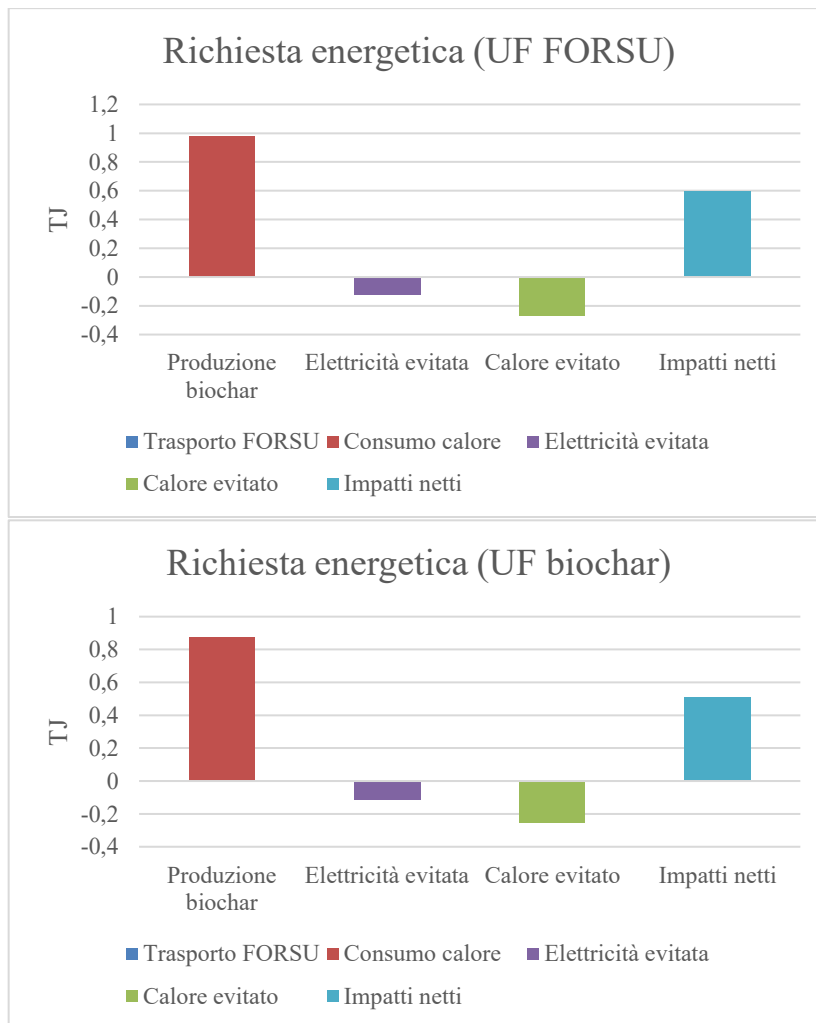 Richiesta energetica (UF FORSU)
TJ
1,2
1
0,8
0,6
0,4
0,2
0
-0,2
-0,4
Produzione biochar
Elettricità evitata
Calore evitato
Impatti netti
Trasporto FORSU
Consumo calore
Elettricità evitata
Calore evitato
Impatti netti
Richiesta energetica (UF biochar)
TJ
1
0,8
0,6
0,4
0,2
0
-0,2
-0,4
Produzione biochar
Elettricità evitata
Calore evitato
Impatti netti
Trasporto FORSU
Consumo calore
Elettricità evitata
Calore evitato
Impatti netti